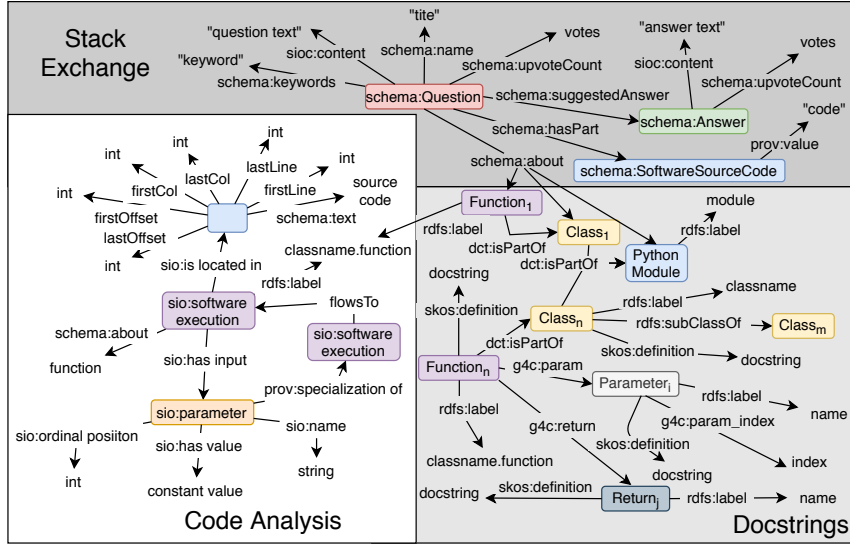 Stack
Exchange
"question text"
"tite"
votes
"answer text"
votes
"keyword"
sioc:content
schema:name
schema:upvoteCount
sioc:content
schema:upvoteCount
schema:keywords
schema:Question
schema:suggestedAnswer
schema:Answer
"code"
schema:hasPart
prov:value
schema:about
schema:SoftwareSourceCode
int
int
int
int
lastCol
lastLine
firstCol
firstLine
int
source
code
firstOffset
schema:text
lastOffset
int
sio:is located in
rdfs:label
classname.function
sio:software
execution
flowsTo
sio:software
execution
schema:about
function
sio:has input
prov:specialization of
sio:parameter
sio:ordinal posiiton
sio:has value
sio:name
int
constant value
string
Code Analysis
Function1
rdfs:label
dct:isPartOf
Class1
module
rdfs:label
dct:isPartOf
Python
Module
docstring
skos:definition
classname
rdfs:label
Classn
rdfs:subClassOf
Classm
dct:isPartOf
skos:definition
docstring
Functionn
g4c:param
Parameteri
rdfs:label
name
rdfs:label
g4c:return
g4c:param_index
skos:definition
classname.function
docstring
index
docstring
skos:definition
Returnj
rdfs:label
name
Docstrings